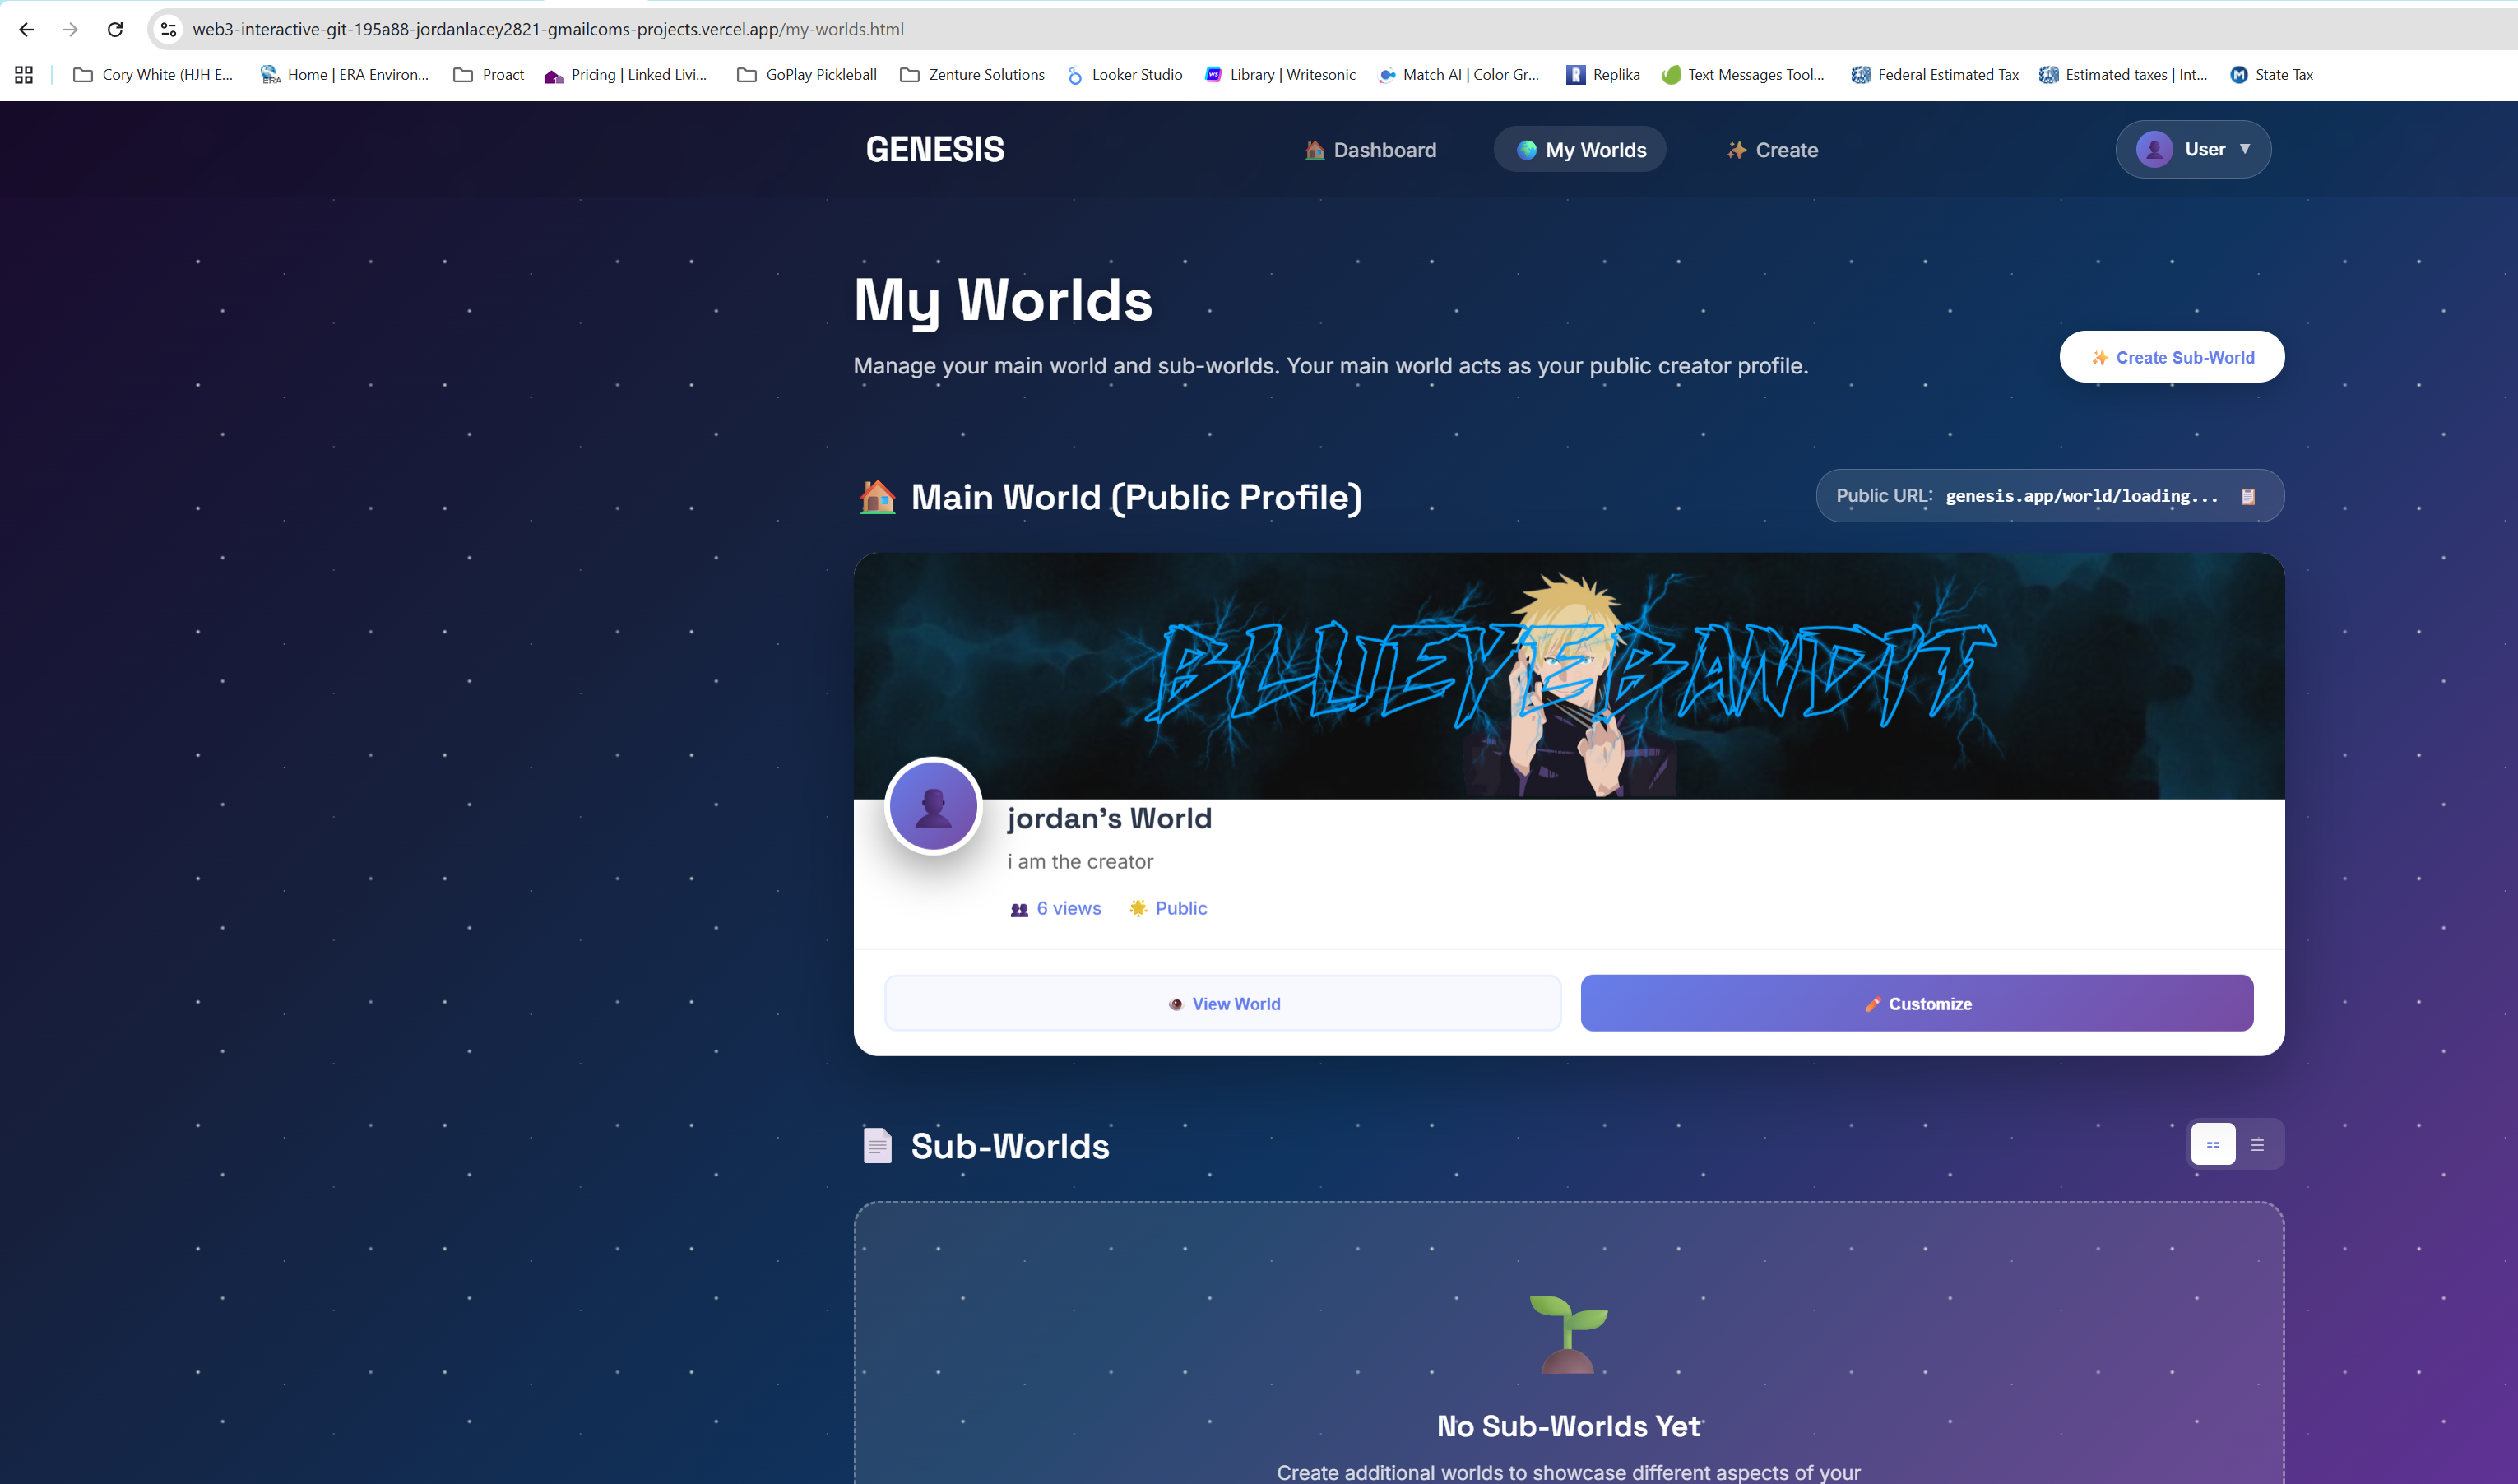 web3-interactive-git-195a88-jordanlacey2821-gmailcoms-projects.vercel.app/my-worlds.html
Cory White (HJH E... Home | ERA Environ... Proact Pricing | Linked Livi... GoPlay Pickleball Zenture Solutions Looker Studio Library | Writesonic Match AI | Color Gr... Replika Text Messages Tool... Federal Estimated Tax Estimated taxes | Int... State Tax
GENESIS Dashboard My Worlds Create User
My Worlds
Manage your main world and sub-worlds. Your main world acts as your public creator profile.
Create Sub-World
Main World (Public Profile)
Public URL: genesis.app/world/loading...
BLUEYEBANDIT
jordan's World
i am the creator
6 views Public
View World Customize
Sub-Worlds
No Sub-Worlds Yet
Create additional worlds to showcase different aspects of your